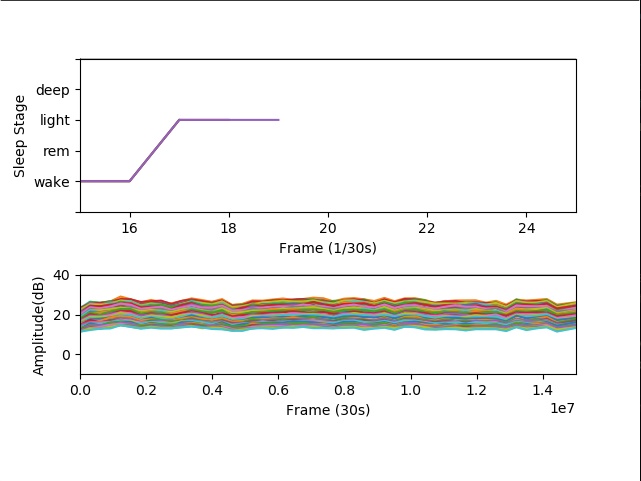 Sleep Stage
deep
light
rem
wake
16 18 20 22 24
Frame (1/30s)
Amplitude(dB)
40
20
0
0.0 0.2 0.4 0.6 0.8 1.0 1.2 1.4
1e7
Frame (30s)